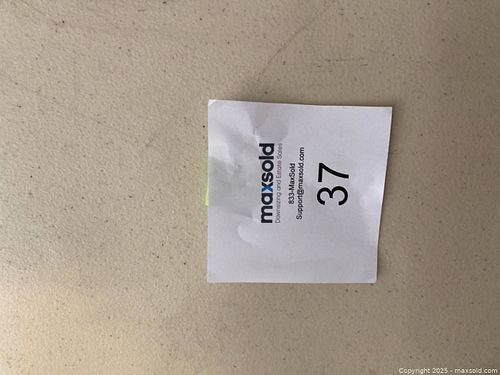 maxsold
Downsizing and Estate Sales
833-MaxSold
Support@maxsold.com
37
Copyright 2025 - maxsold.com